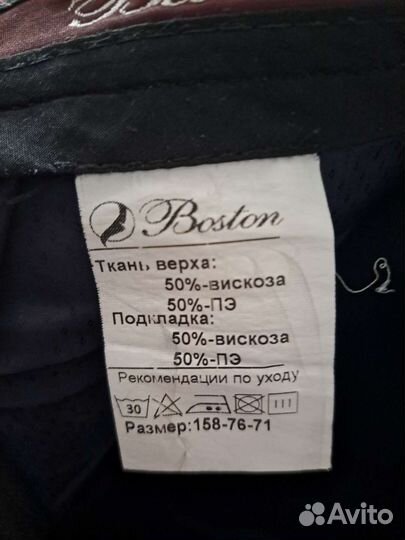 Boston
Ткань верха:
50%-вискоза
50%-ПЭ
Подкладка:
50%-вискоза
50%-ПЭ
Рекомендации по уходу
30
Размер:158-76-71
Avito